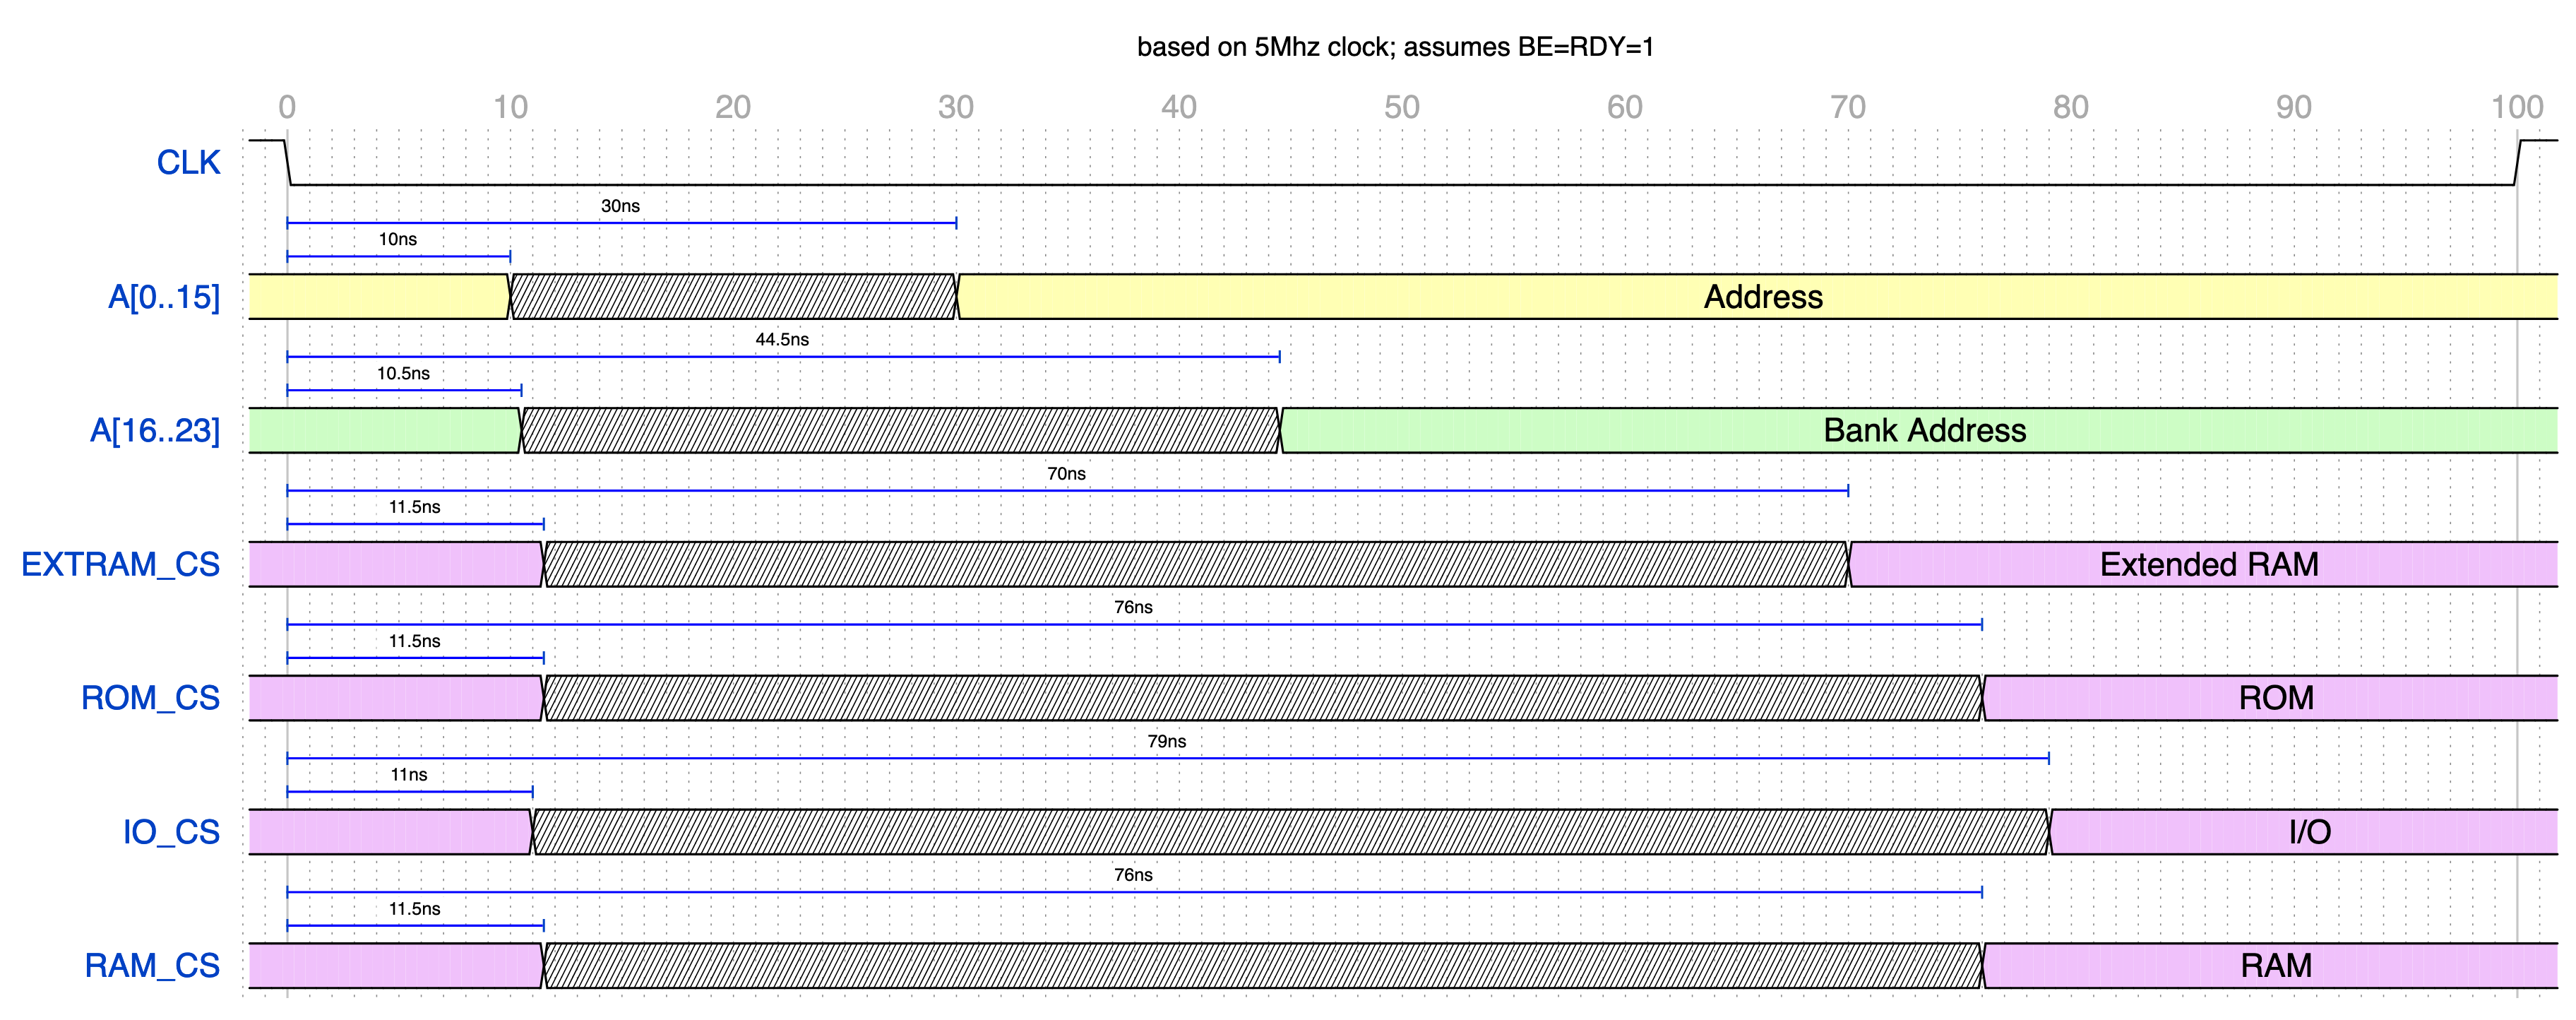 based on 5Mhz clock; assumes BE=RDY=1
0 10 20 30 40 50 60 70 80 90 100
CLK
30ns
10ns
A[0..15] Address
44.5ns
10.5ns
A[16..23] Bank Address
70ns
11.5ns
EXTRAM_CS Extended RAM
76ns
11.5ns
ROM_CS ROM
79ns
11ns
IO_CS I/O
76ns
11.5ns
RAM_CS RAM